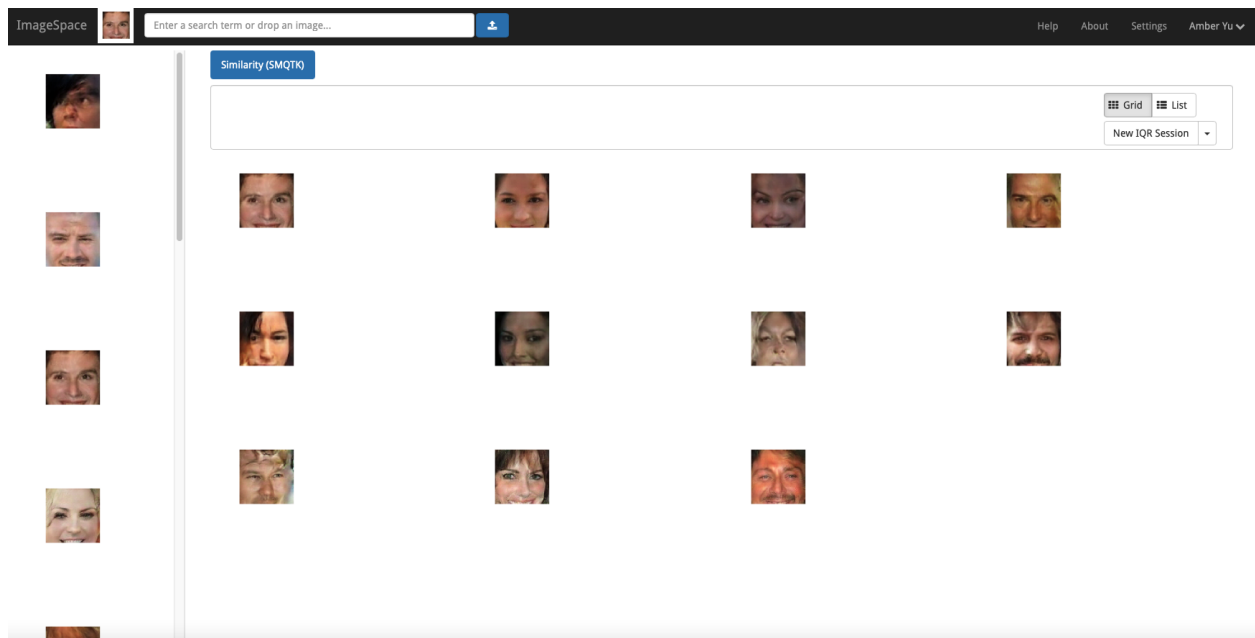 ImageSpace Enter a search term or drop an image... Help About Settings Amber Yu
Similarity (SMQTK)
Grid List
New IQR Session